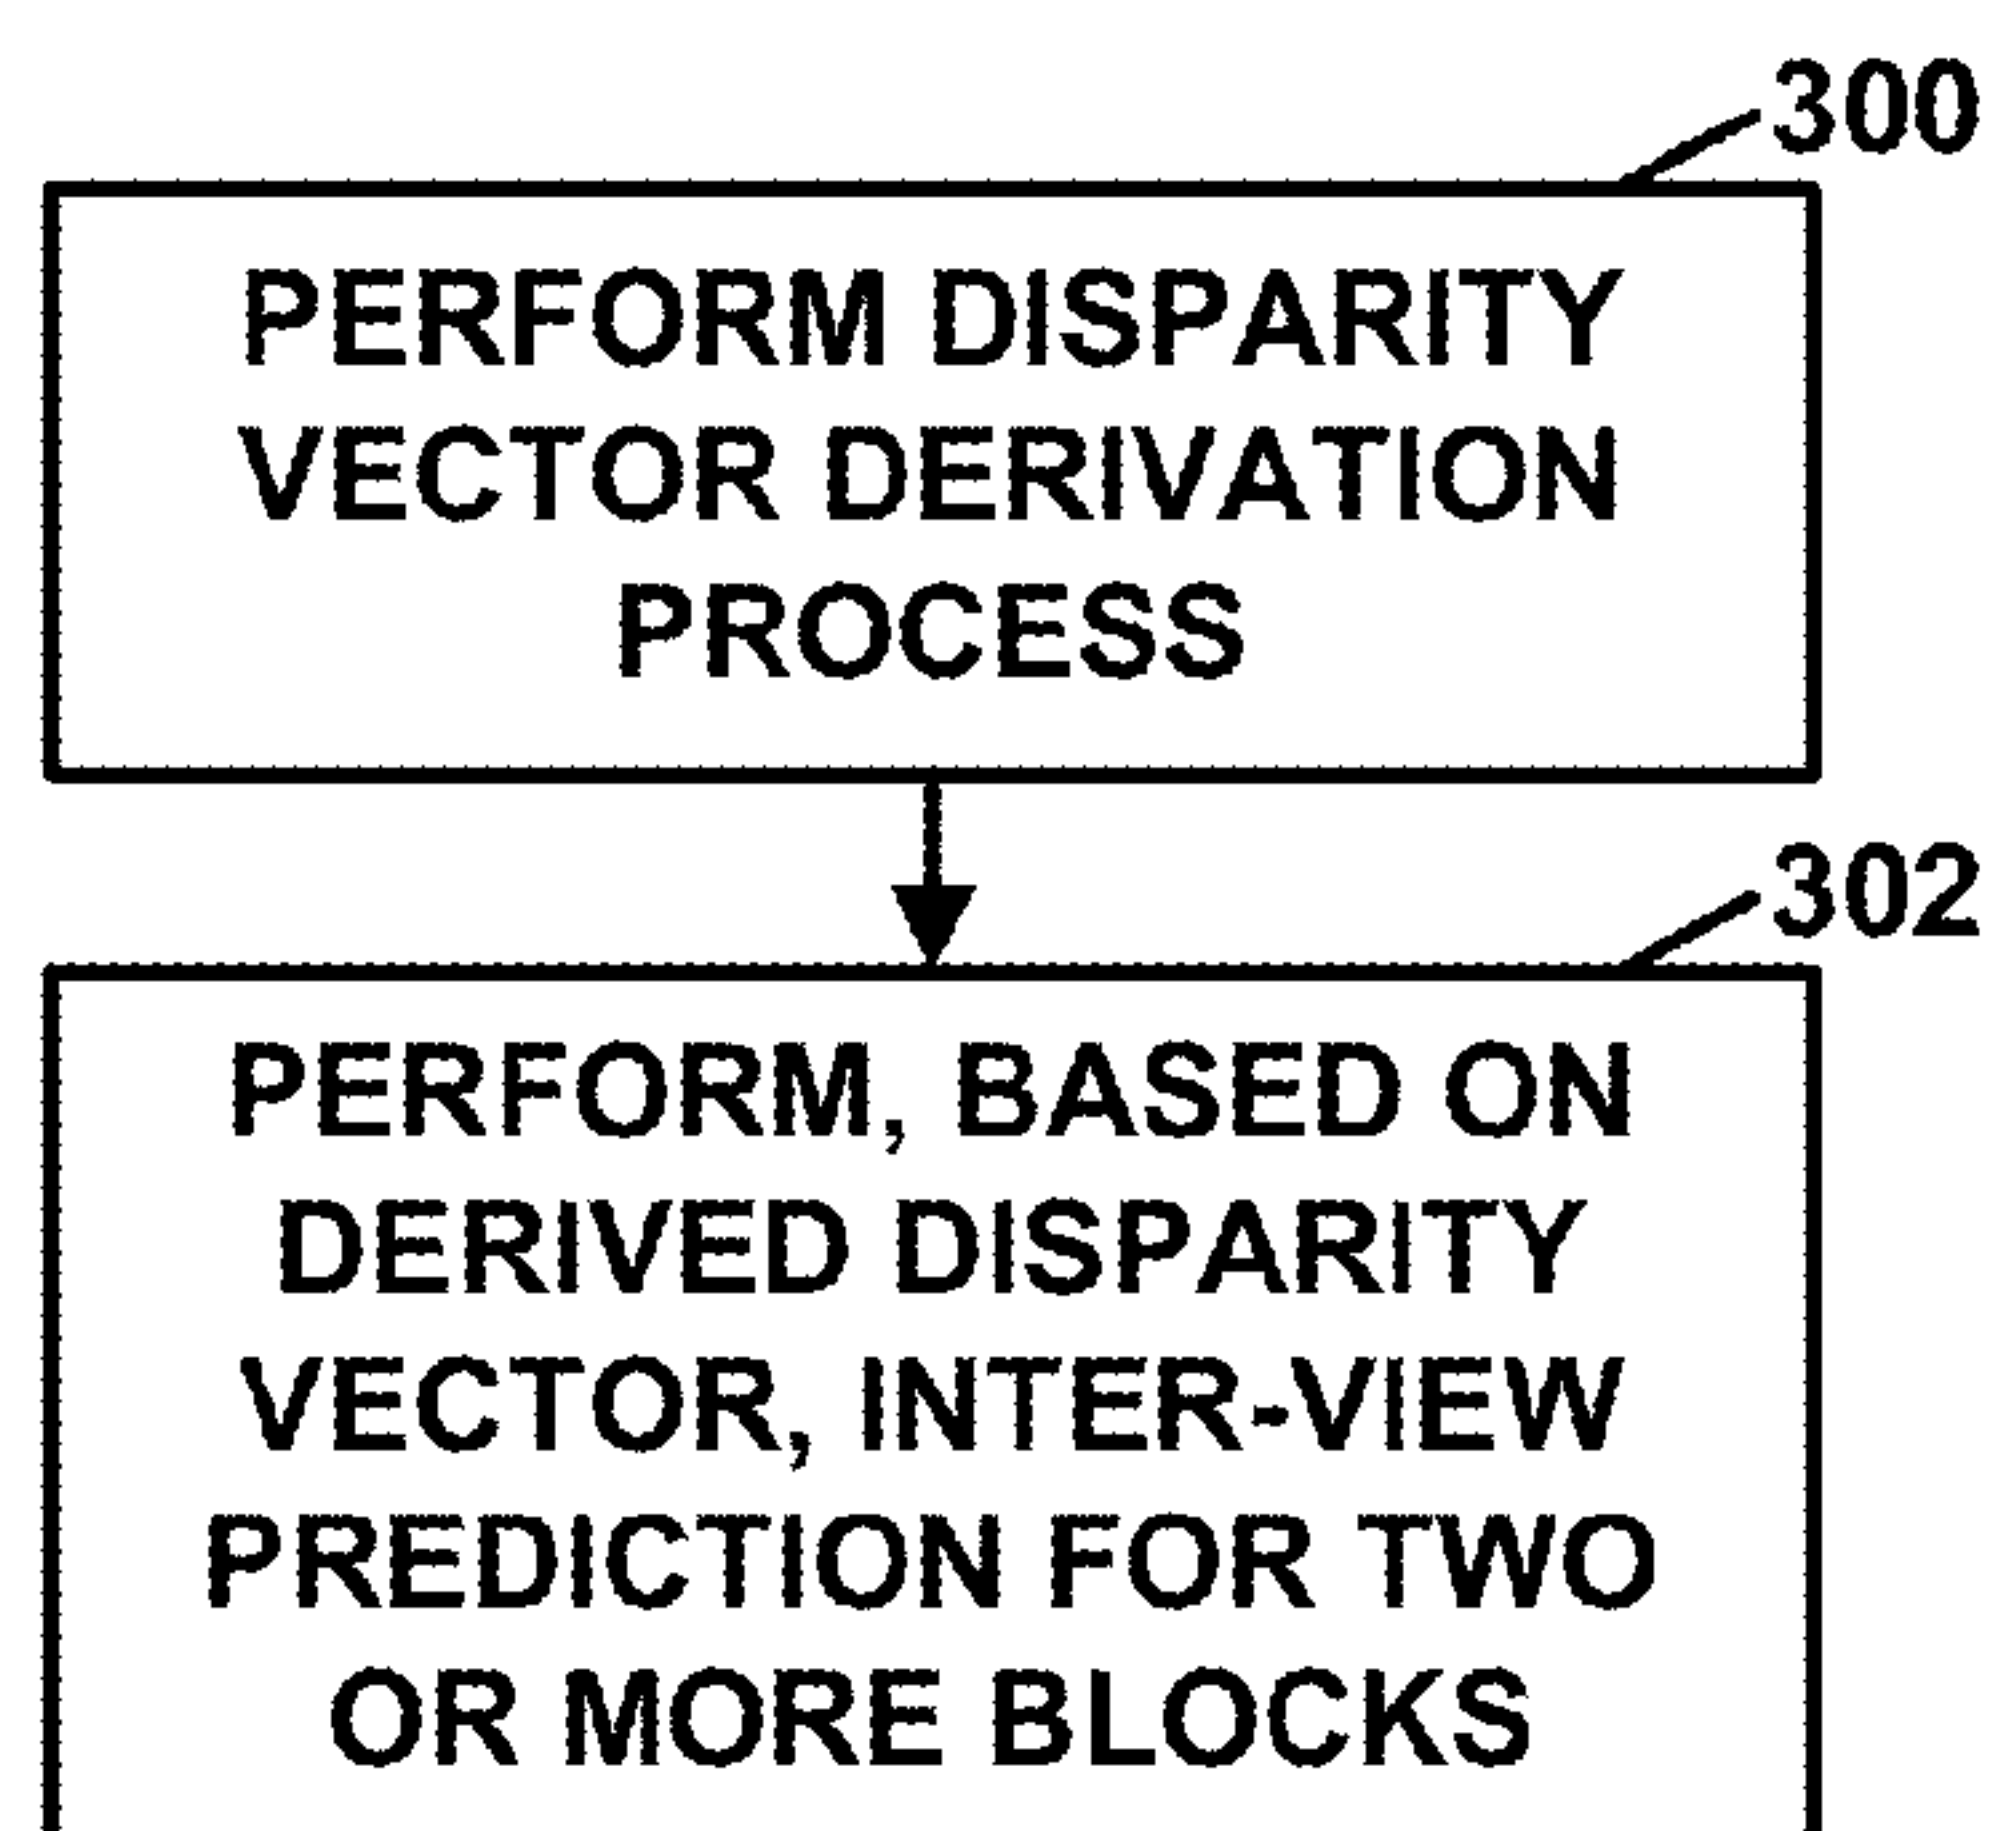 300
PERFORM DISPARITY
VECTOR DERIVATION
PROCESS
302
PERFORM, BASED ON
DERIVED DISPARITY
VECTOR, INTER-VIEW
PREDICTION FOR TWO
OR MORE BLOCKS